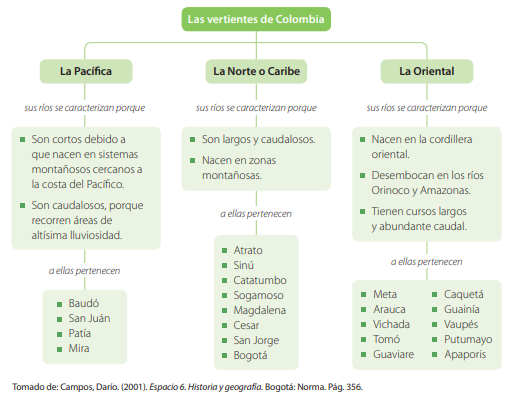 Las vertientes de Colombia
La Pacífica
sus ríos se caracterizan porque
Son cortos debido a
que nacen en sistemas
montañosos cercanos a
la costa del Pacífico.
Son caudalosos, porque
recorren áreas de
altísima lluviosidad.
a ellas pertenecen
Baudó
San Juán
Patía
Mira
La Norte o Caribe
sus ríos se caracterizan porque
Son largos y caudalosos.
Nacen en zonas
montañosas.
a ellas pertenecen
Atrato
Sinú
Catatumbo
Sogamoso
Magdalena
Cesar
San Jorge
Bogotá
La Oriental
sus ríos se caracterizan porque
Nacen en la cordillera
oriental.
Desembocan en los ríos
Orinoco y Amazonas.
Tienen cursos largos
y abundante caudal.
a ellas pertenecen
Meta
Arauca
Vichada
Tomó
Guaviare
Caquetá
Guainía
Vaupés
Putumayo
Apaporis
Tomado de: Campos, Darío. (2001). Espacio 6. Historia y geografía. Bogotá: Norma. Pág. 356.